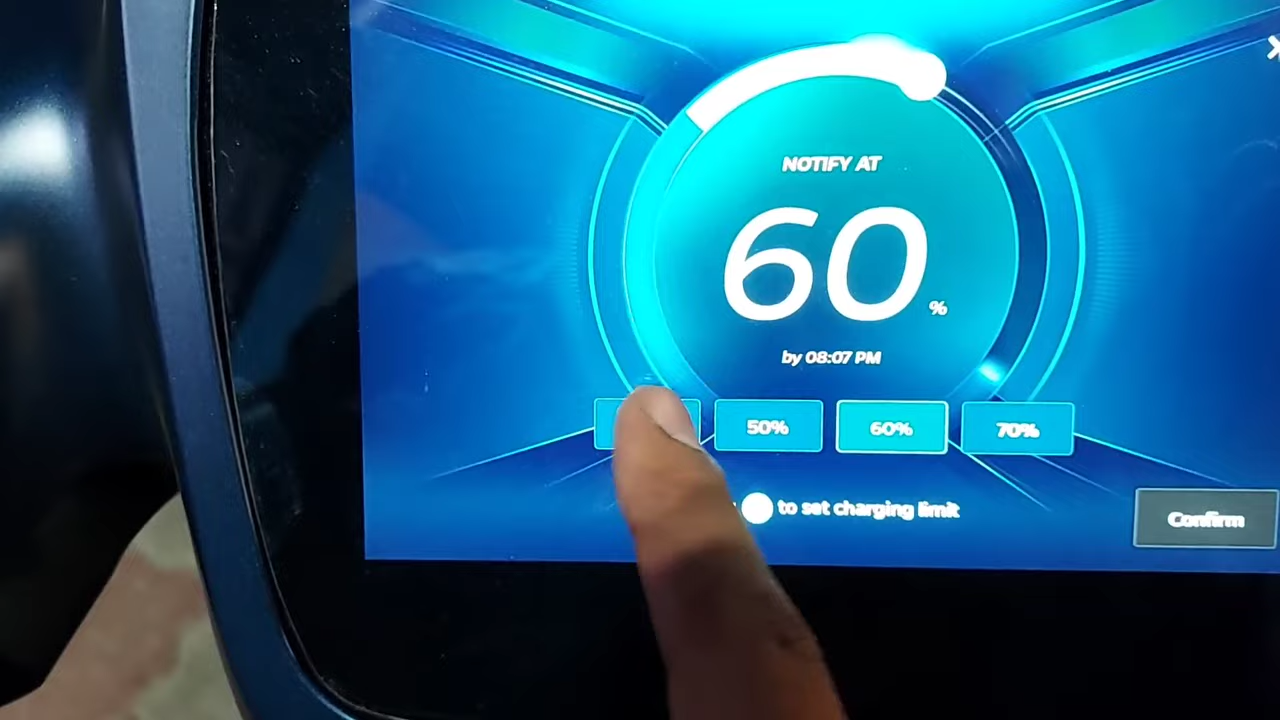 NOTIFY AT
60 %
by 08:07 PM
50% 60% 70%
to set charging limit
Confirm